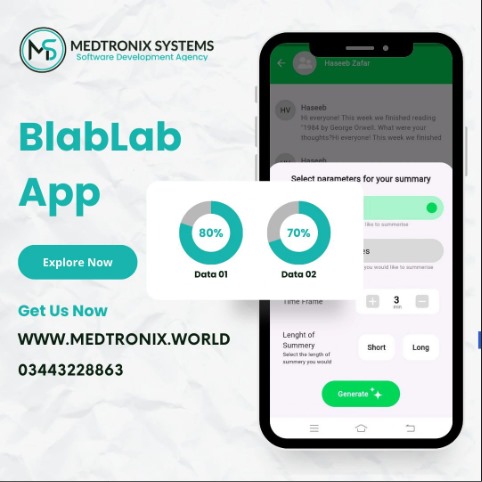 MEDTRONIX SYSTEMS
Software Development Agency
BlabLab
App
Explore Now
Get Us Now
WWW.MEDTRONIX.WORLD
03443228863
80%
Data 01
70%
Data 02
Haseeb Zafar
HV
Haseeb
Hi everyone! This week we finished reading
"1984 by George Orwell. What were your
thoughts?Hi everyone! This week we finished
Haseeb
Select parameters for your summary
like to summarise
es
you would like to summarise
Time Frame
3
Lenght of
Summery
Select the length of
summery you would
Short
Long
Generate